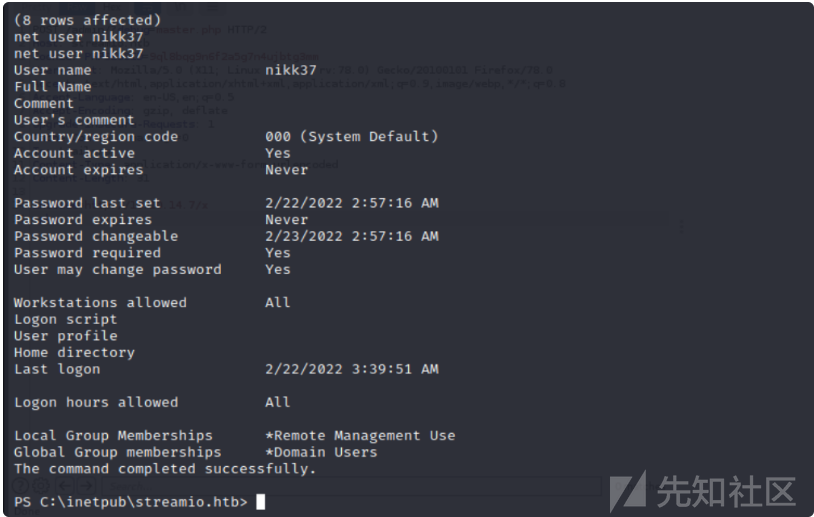 (8 rows affected)
net user nikk37
net user nikk37
User name                    nikk37
Full Name
Comment
User's comment
Country/region code          000 (System Default)
Account active               Yes
Account expires              Never
Password last set            2/22/2022 2:57:16 AM
Password expires             Never
Password changeable          2/23/2022 2:57:16 AM
Password required            Yes
User may change password     Yes
Workstations allowed         All
Logon script
User profile
Home directory
Last logon                   2/22/2022 3:39:51 AM
Logon hours allowed          All
Local Group Memberships      *Remote Management Use
Global Group memberships     *Domain Users
The command completed successfully.
PS C:\inetpub\streamio.htb>
先知社区